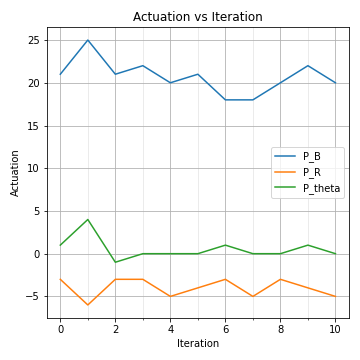 Actuation vs Iteration
25
20
15
10
5
0
−5
Actuation
P_B
P_R
P_theta
0
2
4
6
8
10
Iteration